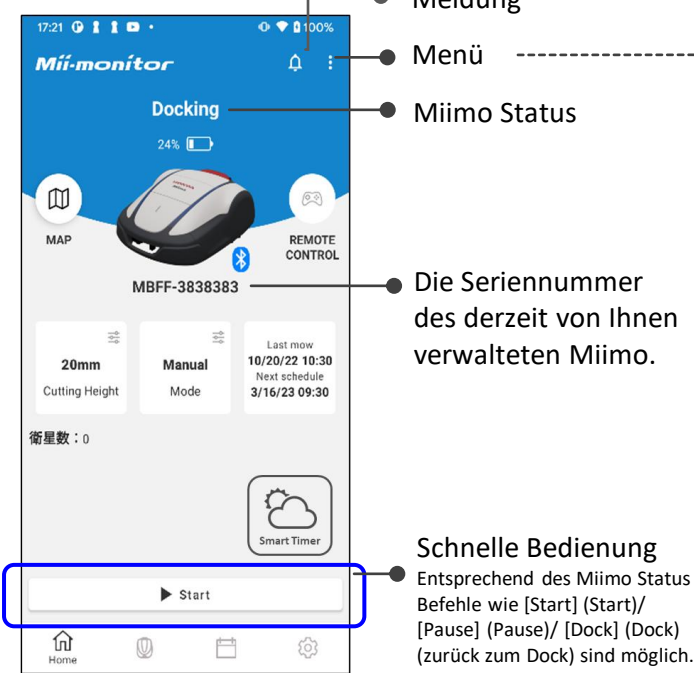 Meldung
17:21
100%
Mii-monitor
Menü
Docking
Miimo Status
24%
MAP
REMOTE
CONTROL
MBFF-3838383
Die Seriennummer
des derzeit von Ihnen
verwalteten Miimo.
20mm
Cutting Height
Manual
Mode
Last mow
10/20/22 10:30
Next schedule
3/16/23 09:30
衛星数：0
Smart Timer
Start
Schnelle Bedienung
Entsprechend des Miimo Status
Befehle wie [Start] (Start)/
[Pause] (Pause)/ [Dock] (Dock)
(zurück zum Dock) sind möglich.
Home